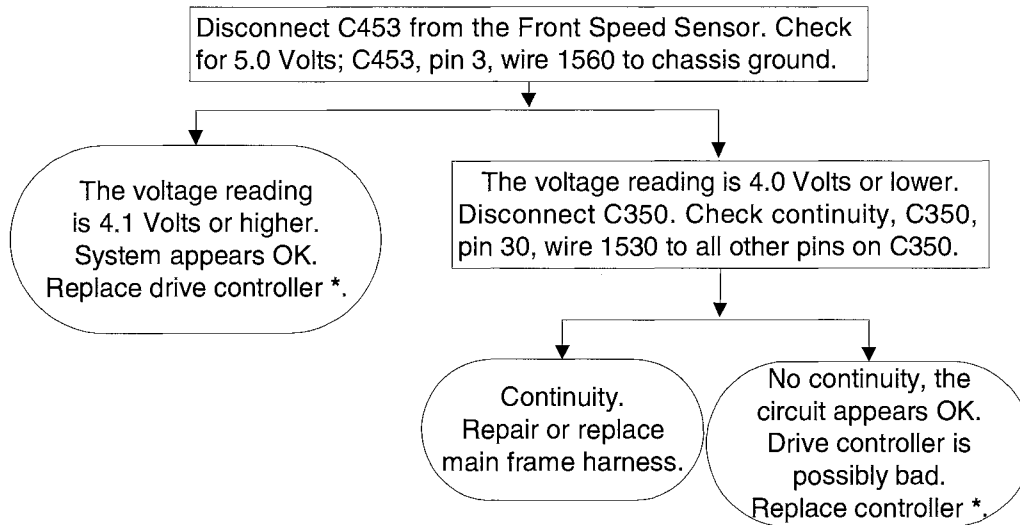 Disconnect C453 from the Front Speed Sensor. Check
for 5.0 Volts; C453, pin 3, wire 1560 to chassis ground.
The voltage reading
is 4.1 Volts or higher.
System appears OK.
Replace drive controller *.
The voltage reading is 4.0 Volts or lower.
Disconnect C350. Check continuity, C350,
pin 30, wire 1530 to all other pins on C350.
Continuity.
Repair or replace
main frame harness.
No continuity, the
circuit appears OK.
Drive controller is
possibly bad.
Replace controller *.